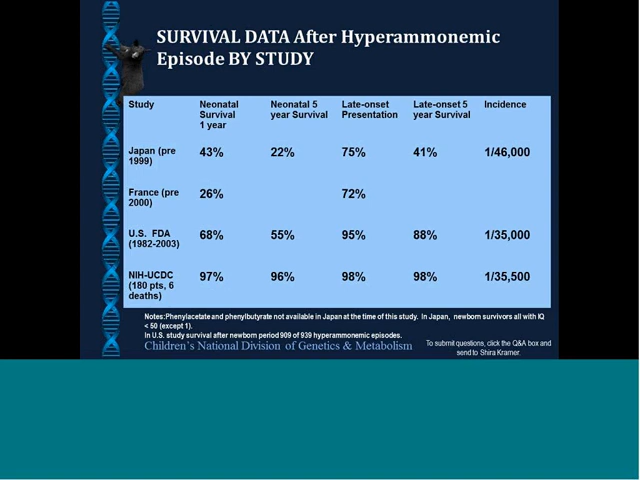 SURVIVAL DATA After Hyperammonemic
Episode BY STUDY
Study Neonatal Survival 1 year Neonatal 5 year Survival Late-onset Presentation Late-onset 5 year Survival Incidence
Japan (pre 1999) 43% 22% 75% 41% 1/46,000
France (pre 2000) 26% 72%
U.S. FDA (1982-2003) 68% 55% 95% 88% 1/35,000
NIH-UCDC (180 pts, 6 deaths) 97% 96% 98% 98% 1/35,500
Notes:Phenylacetate and phenylbutyrate not available in Japan at the time of this study. In Japan, newborn survivors all with IQ
< 50 (except 1).
In U.S. study survival after newborn period 909 of 939 hyperammonemic episodes.
Children's National Division of Genetics & Metabolism
To submit questions, click the Q&A box and
send to Shira Kramer.